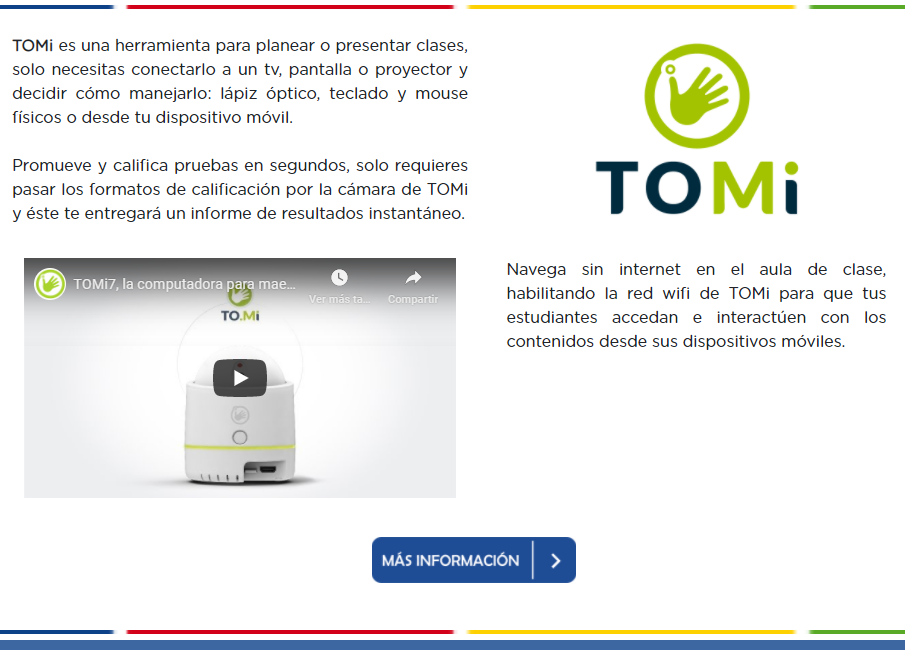 TOMi es una herramienta para planear o presentar clases,
solo necesitas conectarlo a un tv, pantalla o proyector y
decidir cómo manejarlo: lápiz óptico, teclado y mouse
físicos o desde tu dispositivo móvil.
Promueve y califica pruebas en segundos, solo requieres
pasar los formatos de calificación por la cámara de TOMi
y éste te entregará un informe de resultados instantáneo.
TOMi
TOMi7, la computadora para mae...
Ver más ta...
Compartir
TO.Mi
Navega sin internet en el aula de clase,
habilitando la red wifi de TOMi para que tus
estudiantes accedan e interactúen con los
contenidos desde sus dispositivos móviles.
MÁS INFORMACIÓN